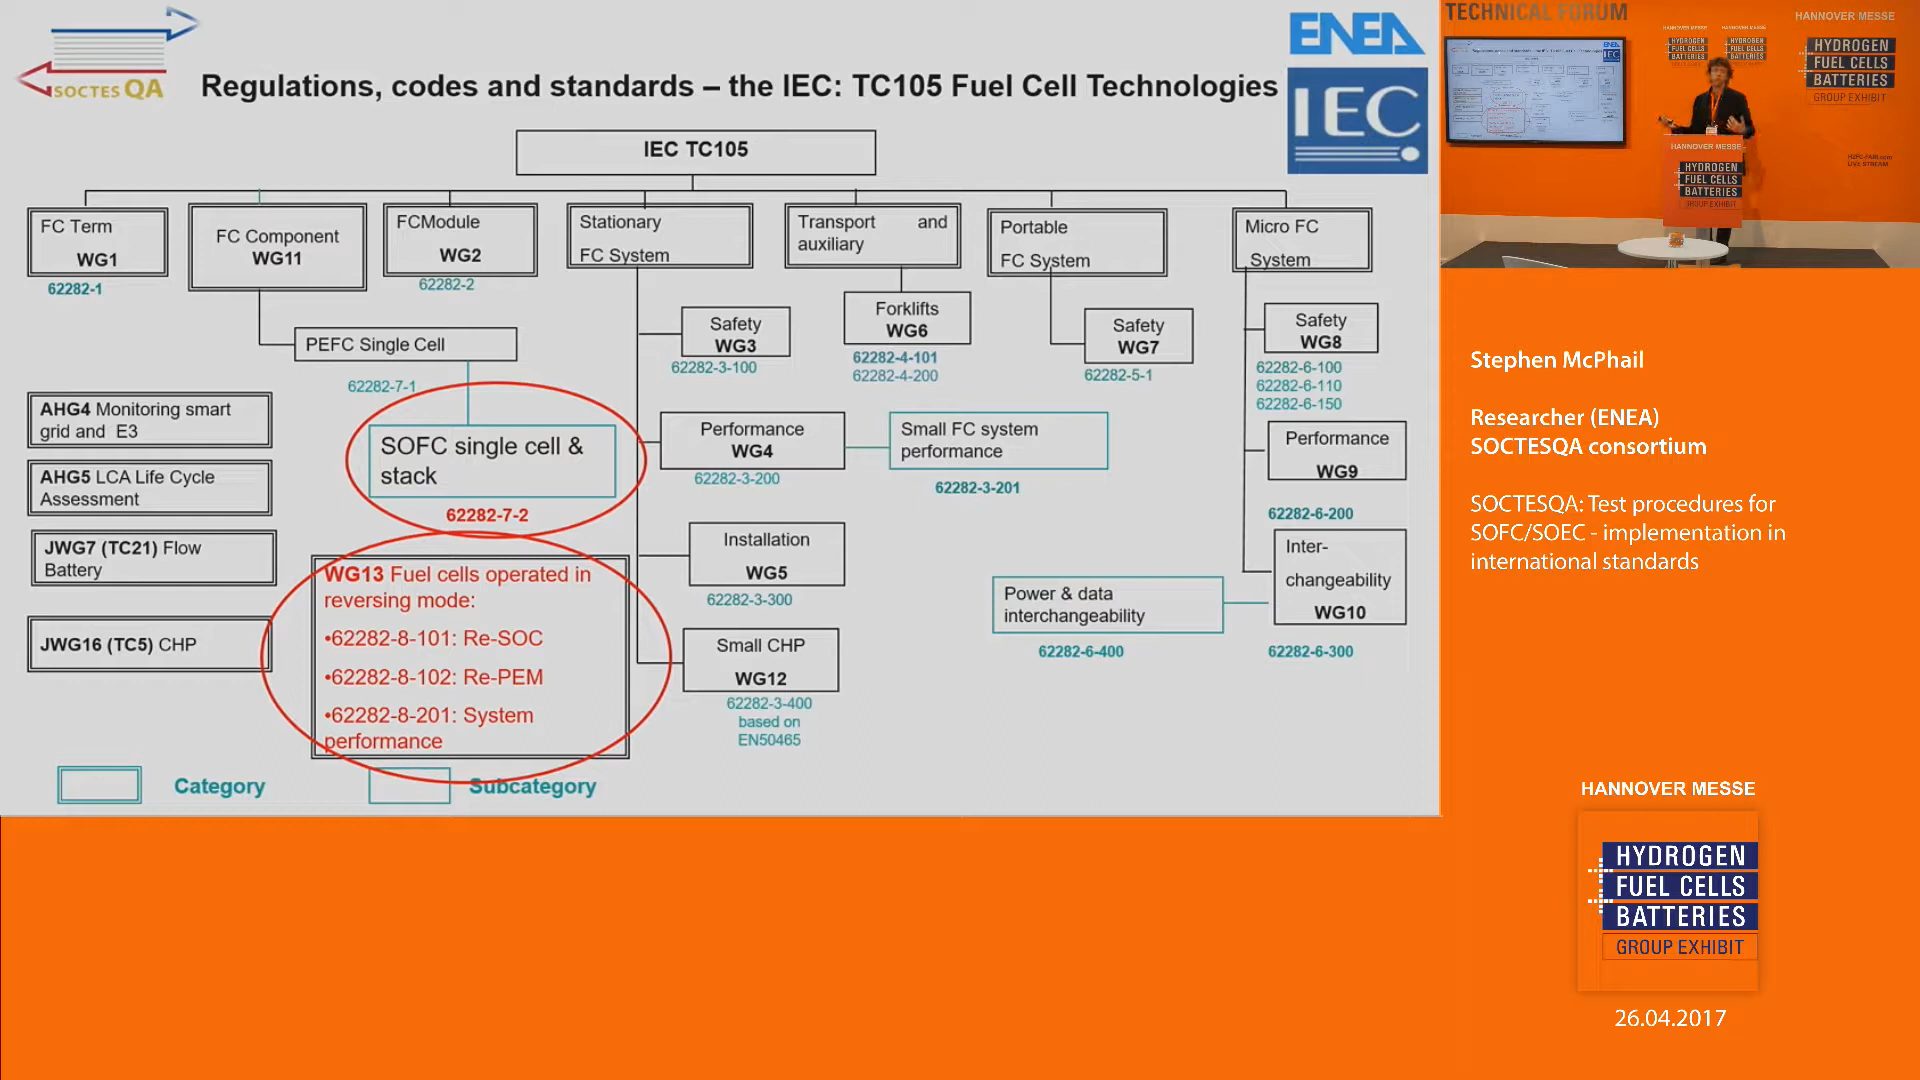 SOCTESQA
Regulations, codes and standards – the IEC: TC105 Fuel Cell Technologies
ENEA
IEC
IEC TC105
FC Term
WG1
62282-1
FC Component
WG11
FCModule
WG2
62282-2
Stationary
FC System
Transport and
auxiliary
Portable
FC System
Micro FC
System
PEFC Single Cell
62282-7-1
Safety
WG3
62282-3-100
Forklifts
WG6
62282-4-101
62282-4-200
Safety
WG7
62282-5-1
Safety
WG8
62282-6-100
62282-6-110
62282-6-150
AHG4 Monitoring smart
grid and E3
AHG5 LCA Life Cycle
Assessment
JWG7 (TC21) Flow
Battery
JWG16 (TC5) CHP
SOFC single cell &
stack
62282-7-2
Performance
WG4
62282-3-200
Small FC system
performance
62282-3-201
Performance
WG9
62282-6-200
Installation
WG5
62282-3-300
Inter-
changeability
WG10
62282-6-300
Power & data
interchangeability
62282-6-400
WG13 Fuel cells operated in
reversing mode:
•62282-8-101: Re-SOC
•62282-8-102: Re-PEM
•62282-8-201: System
performance
Small CHP
WG12
62282-3-400
based on
EN50465
Category
Subcategory
TECHNICAL FORUM
HANNOVER MESSE
HYDROGEN
FUEL CELLS
BATTERIES
GROUP EXHIBIT
HANNOVER MESSE
HYDROGEN
FUEL CELLS
BATTERIES
GROUP EXHIBIT
Stephen McPhail
Researcher (ENEA)
SOCTESQA consortium
SOCTESQA: Test procedures for
SOFC/SOEC - implementation in
international standards
HANNOVER MESSE
HYDROGEN
FUEL CELLS
BATTERIES
GROUP EXHIBIT
26.04.2017